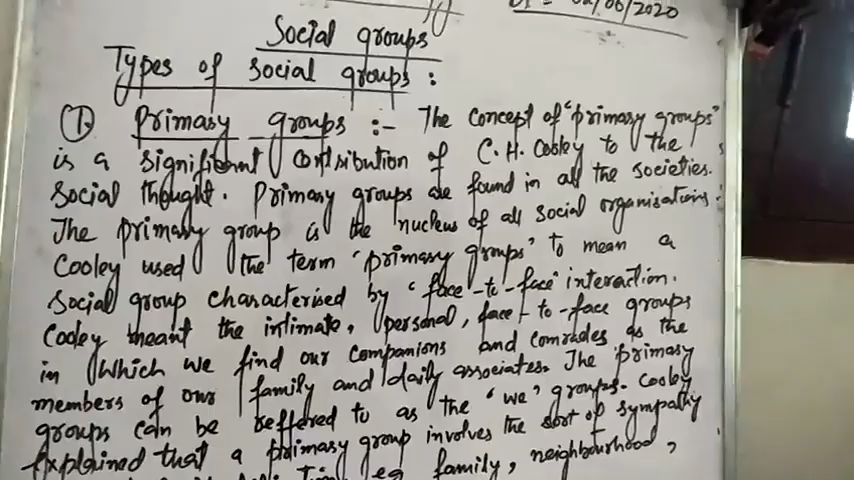 02/06/2020
Social groups
Types of Social groups :
① Primary groups :- The concept of "primary groups"
is a significant contribution of C.H. Cooley to the
Social thought. Primary groups are found in all the societies.
The primary group is the nucleus of all social organisations.
Cooley used the term 'primary groups' to mean a
Social group characterised by 'face-to-face' interaction.
Cooley meant the intimate, personal, face-to-face groups
in which we find our companions and comrades as the
members of our family and daily associates. The primary
groups can be reffered to as the 'we' groups. Cooley
explained that a primary group involves the sort of sympathy
eg family, neighbourhood,